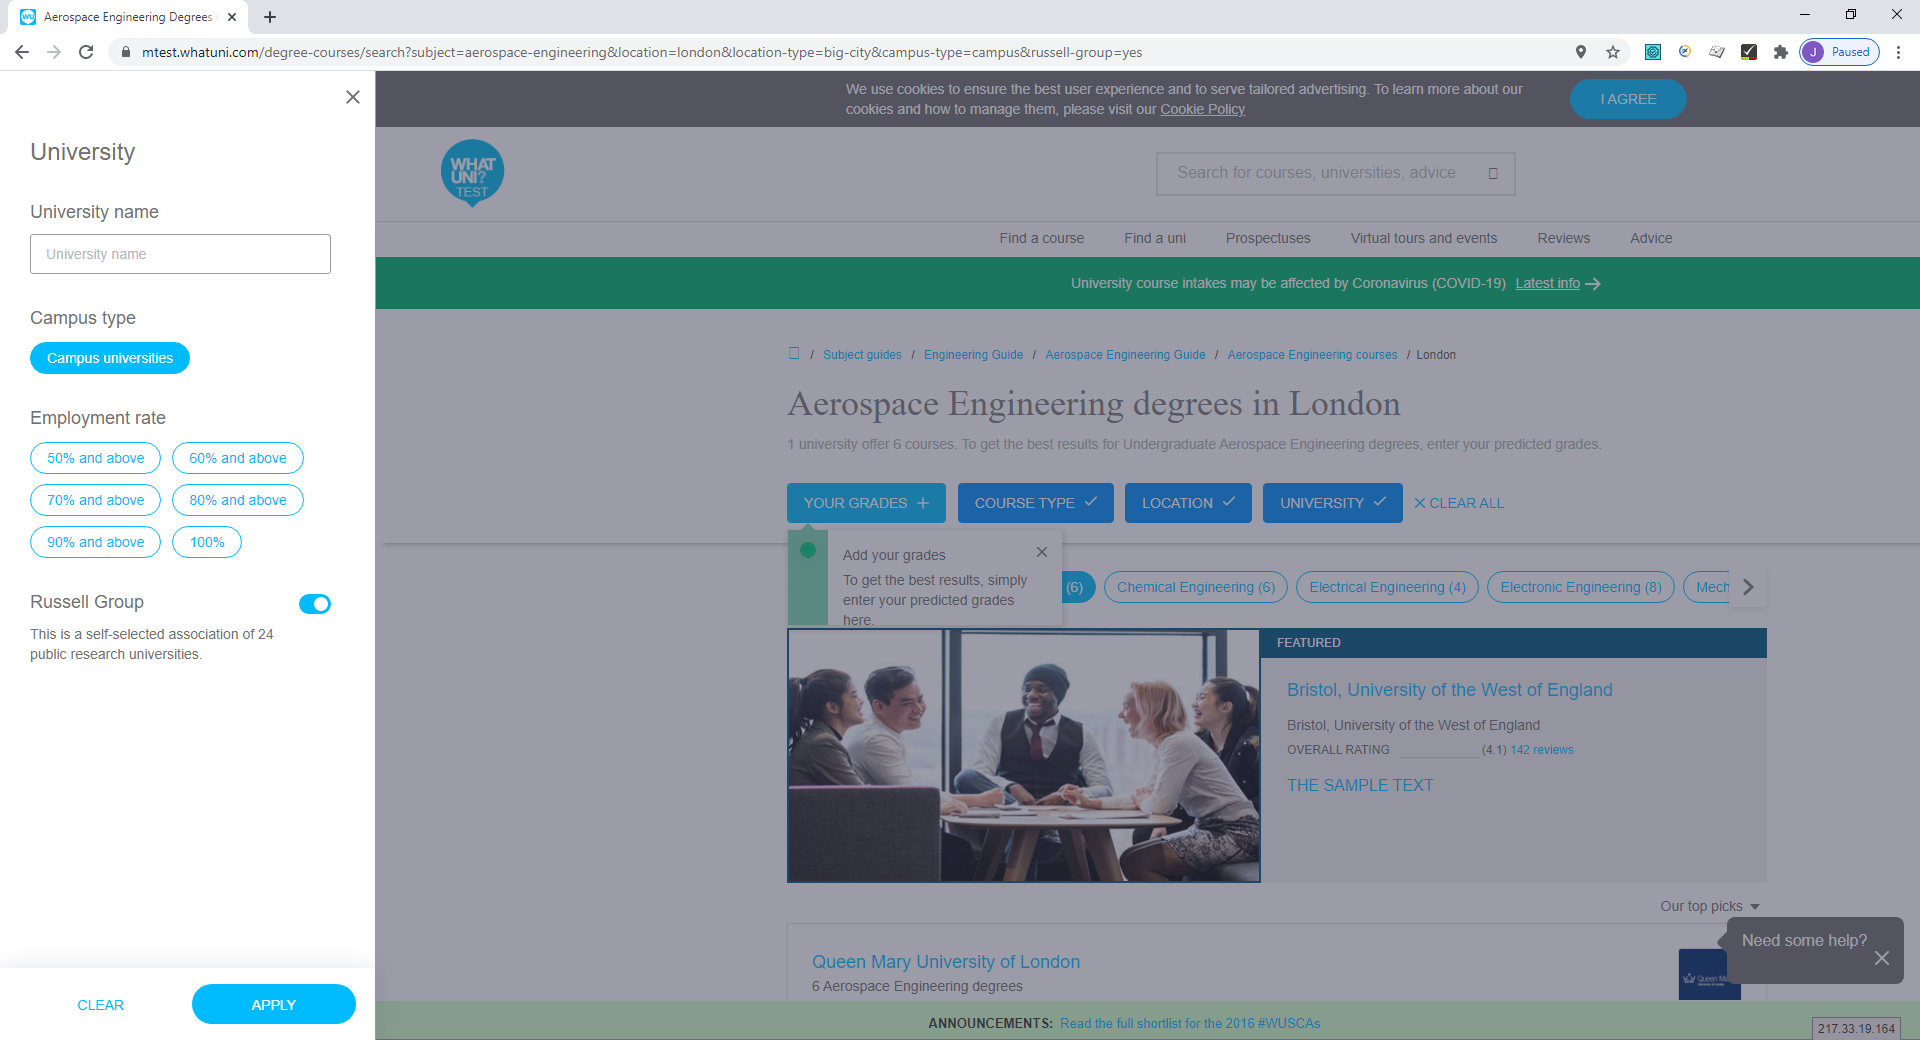 Aerospace Engineering Degrees
mtest.whatuni.com/degree-courses/search?subject=aerospace-engineering&location=london&location-type=big-city&campus-type=campus&russell-group=yes
J Paused
University
University name
University name
Campus type
Campus universities
Employment rate
50% and above
60% and above
70% and above
80% and above
90% and above
100%
Russell Group
This is a self-selected association of 24
public research universities.
CLEAR
APPLY
We use cookies to ensure the best user experience and to serve tailored advertising. To learn more about our
cookies and how to manage them, please visit our Cookie Policy
I AGREE
WHAT
UNI?
TEST
Search for courses, universities, advice
Find a course
Find a uni
Prospectuses
Virtual tours and events
Reviews
Advice
University course intakes may be affected by Coronavirus (COVID-19) Latest info
/ Subject guides / Engineering Guide / Aerospace Engineering Guide / Aerospace Engineering courses / London
Aerospace Engineering degrees in London
1 university offer 6 courses. To get the best results for Undergraduate Aerospace Engineering degrees, enter your predicted grades.
YOUR GRADES
COURSE TYPE
LOCATION
UNIVERSITY
CLEAR ALL
Add your grades
To get the best results, simply
enter your predicted grades
here.
(6)
Chemical Engineering (6)
Electrical Engineering (4)
Electronic Engineering (8)
Mech
FEATURED
Bristol, University of the West of England
Bristol, University of the West of England
OVERALL RATING (4.1) 142 reviews
THE SAMPLE TEXT
Our top picks
Queen Mary University of London
6 Aerospace Engineering degrees
Need some help?
ANNOUNCEMENTS: Read the full shortlist for the 2016 #WUSCAs
217.33.19.164